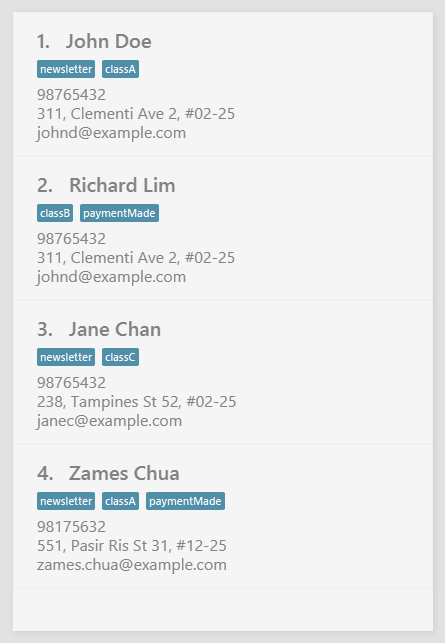 1. John Doe
newsletter classA
98765432
311, Clementi Ave 2, #02-25
johnd@example.com
2. Richard Lim
classB paymentMade
98765432
311, Clementi Ave 2, #02-25
johnd@example.com
3. Jane Chan
newsletter classC
98765432
238, Tampines St 52, #02-25
janec@example.com
4. Zames Chua
newsletter classA paymentMade
98175632
551, Pasir Ris St 31, #12-25
zames.chua@example.com